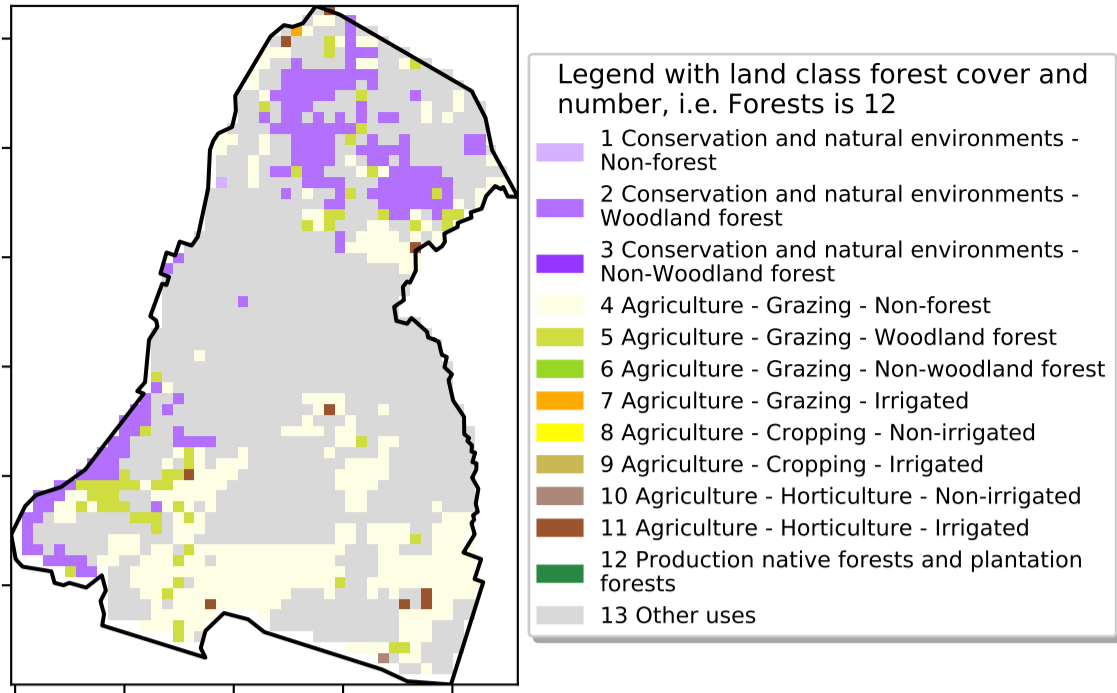 Legend with land class forest cover and
number, i.e. Forests is 12
1 Conservation and natural environments -
Non-forest
2 Conservation and natural environments -
Woodland forest
3 Conservation and natural environments -
Non-Woodland forest
4 Agriculture - Grazing - Non-forest
5 Agriculture - Grazing - Woodland forest
6 Agriculture - Grazing - Non-woodland forest
7 Agriculture - Grazing - Irrigated
8 Agriculture - Cropping - Non-irrigated
9 Agriculture - Cropping - Irrigated
10 Agriculture - Horticulture - Non-irrigated
11 Agriculture - Horticulture - Irrigated
12 Production native forests and plantation
forests
13 Other uses